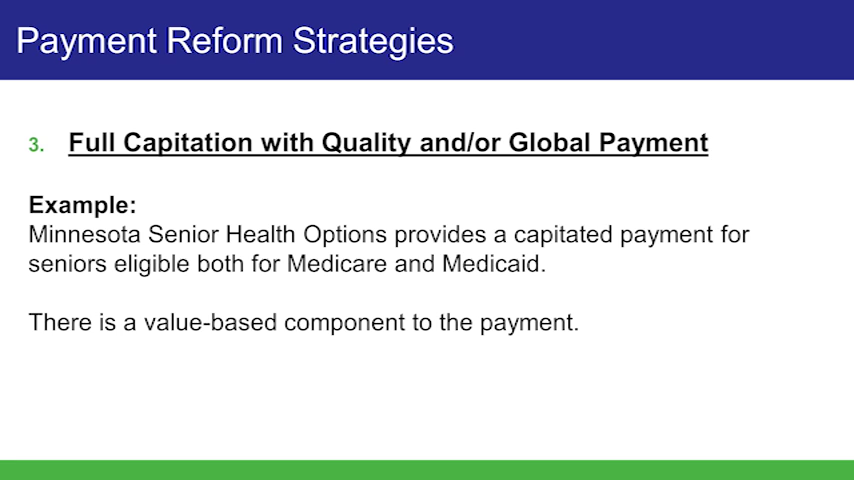 Payment Reform Strategies
3. Full Capitation with Quality and/or Global Payment
Example:
Minnesota Senior Health Options provides a capitated payment for
seniors eligible both for Medicare and Medicaid.
There is a value-based component to the payment.